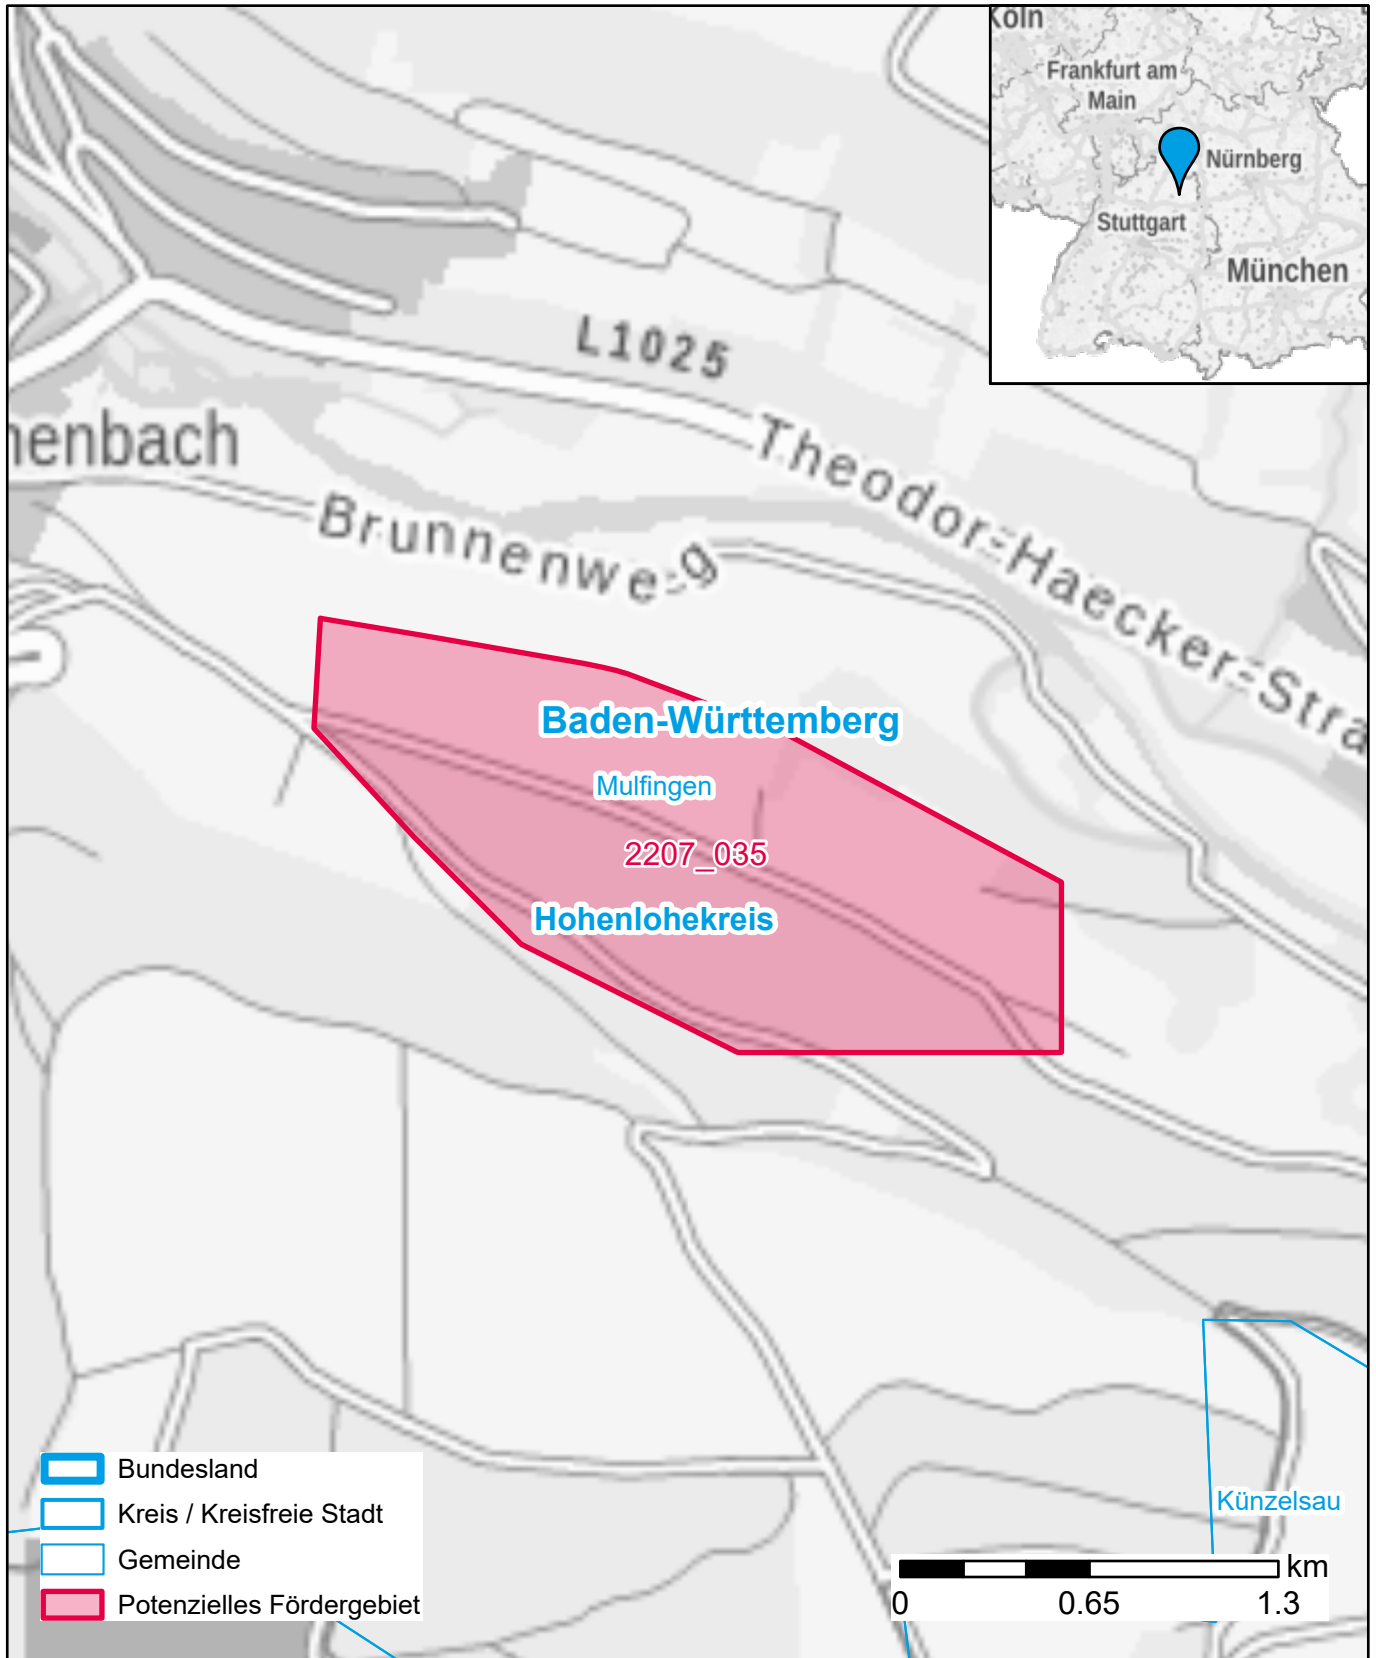 Köln
Frankfurt am
Main
Nürnberg
Stuttgart
München
L1025
Theodor-Haecker-Stra
nenbach
Brunnenweg
Baden-Württemberg
Mulfingen
2207_035
Hohenlohekreis
Künzelsau
Bundesland
Kreis / Kreisfreie Stadt
Gemeinde
Potenzielles Fördergebiet
km
0 0.65 1.3